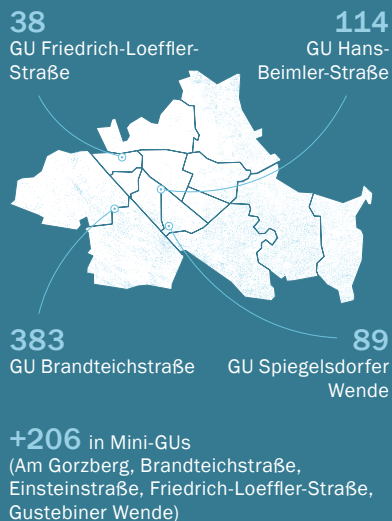 38
GU Friedrich-Loeffler-
Straße
114
GU Hans-
Beimler-Straße
383
GU Brandteichstraße
89
GU Spiegelsdorfer
Wende
+206 in Mini-GUs
(Am Gorzberg, Brandteichstraße,
Einsteinstraße, Friedrich-Loeffler-Straße,
Gustebiner Wende)